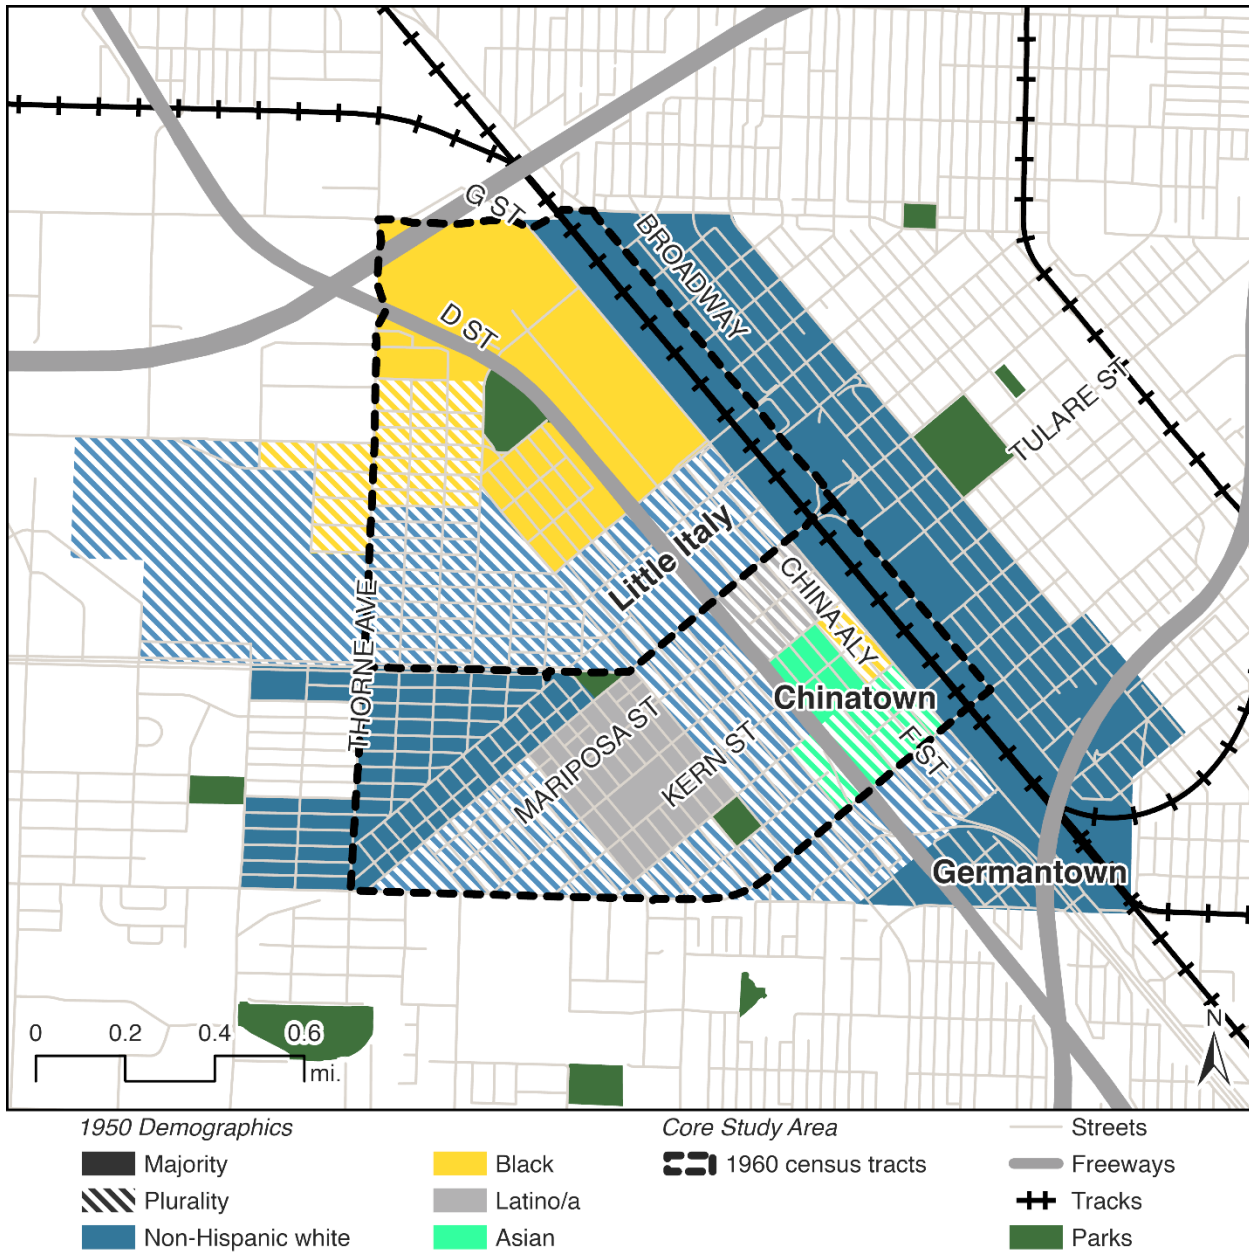 G ST
BROADWAY
D ST
TULARE ST
Little Italy
CHINA ALY
THORNE AVE
Chinatown
MARIPOSA ST
KERN ST
F ST
Germantown
0 0.2 0.4 0.6
mi.
N
1950 Demographics
Majority
Plurality
Non-Hispanic white
Black
Latino/a
Asian
Core Study Area
1960 census tracts
Streets
Freeways
Tracks
Parks